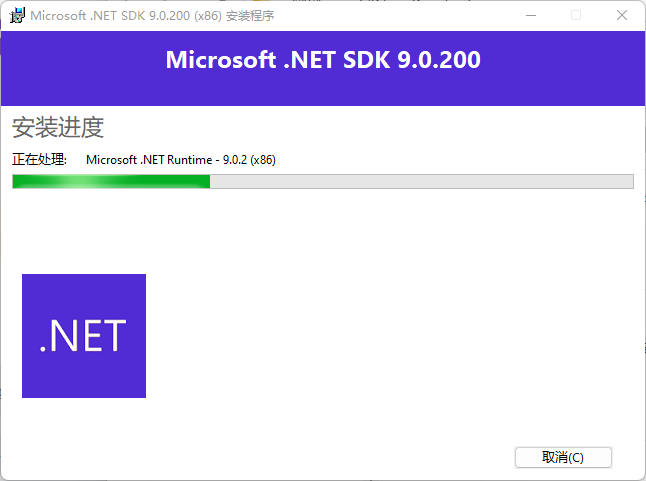 Microsoft .NET SDK 9.0.200 (x86) 安装程序
Microsoft .NET SDK 9.0.200
安装进度
正在处理: Microsoft .NET Runtime - 9.0.2 (x86)
.NET
取消(C)